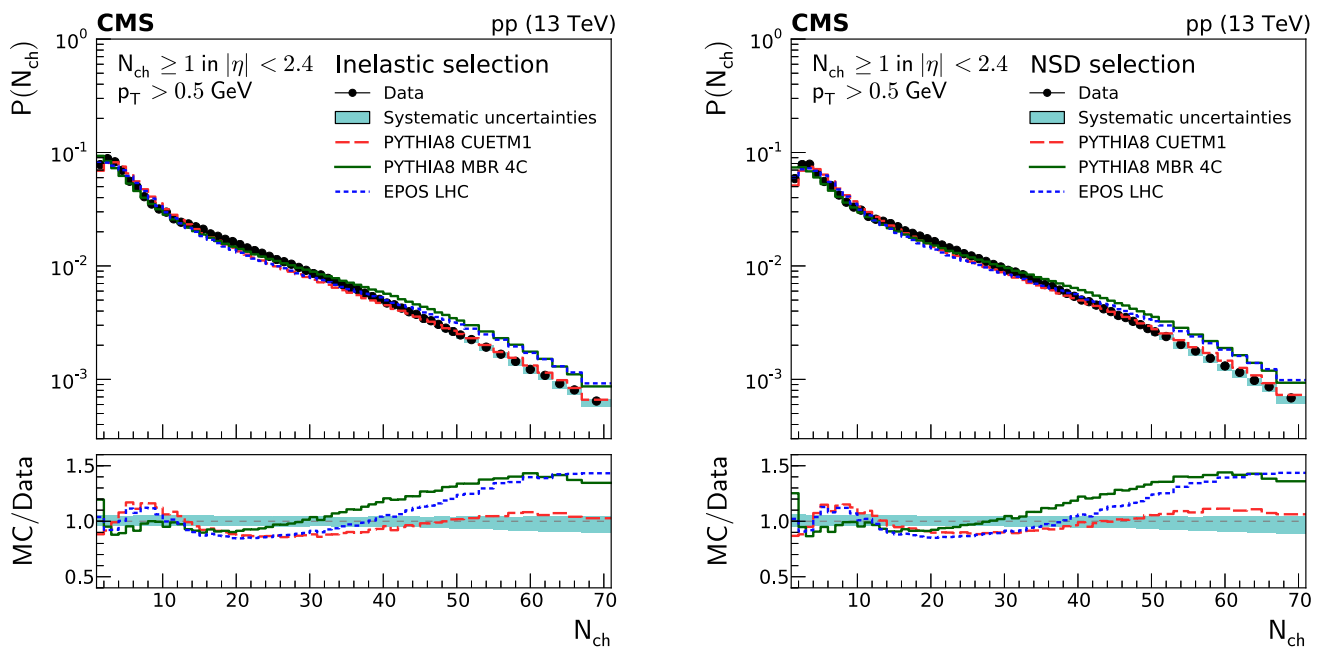 CMS
pp (13 TeV)
P(N_ch)
10^0
10^-1
10^-2
10^-3
N_ch ≥ 1 in |η| < 2.4
p_T > 0.5 GeV
Inelastic selection
Data
Systematic uncertainties
PYTHIA8 CUETM1
PYTHIA8 MBR 4C
EPOS LHC
MC/Data
1.5
1.0
0.5
10 20 30 40 50 60 70
N_ch
CMS
pp (13 TeV)
P(N_ch)
10^0
10^-1
10^-2
10^-3
N_ch ≥ 1 in |η| < 2.4
p_T > 0.5 GeV
NSD selection
Data
Systematic uncertainties
PYTHIA8 CUETM1
PYTHIA8 MBR 4C
EPOS LHC
MC/Data
1.5
1.0
0.5
10 20 30 40 50 60 70
N_ch